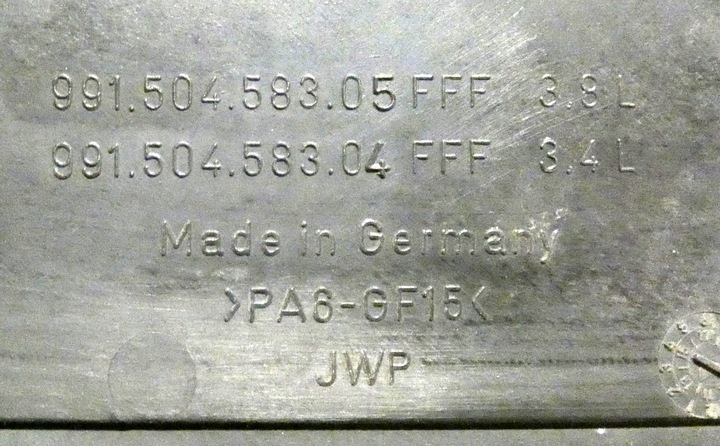 991.504.583.05 FFF 3.8 L
991.504.583.04 FFF 3.4 L
Made in Germany
>PA6-GF15<
JWP